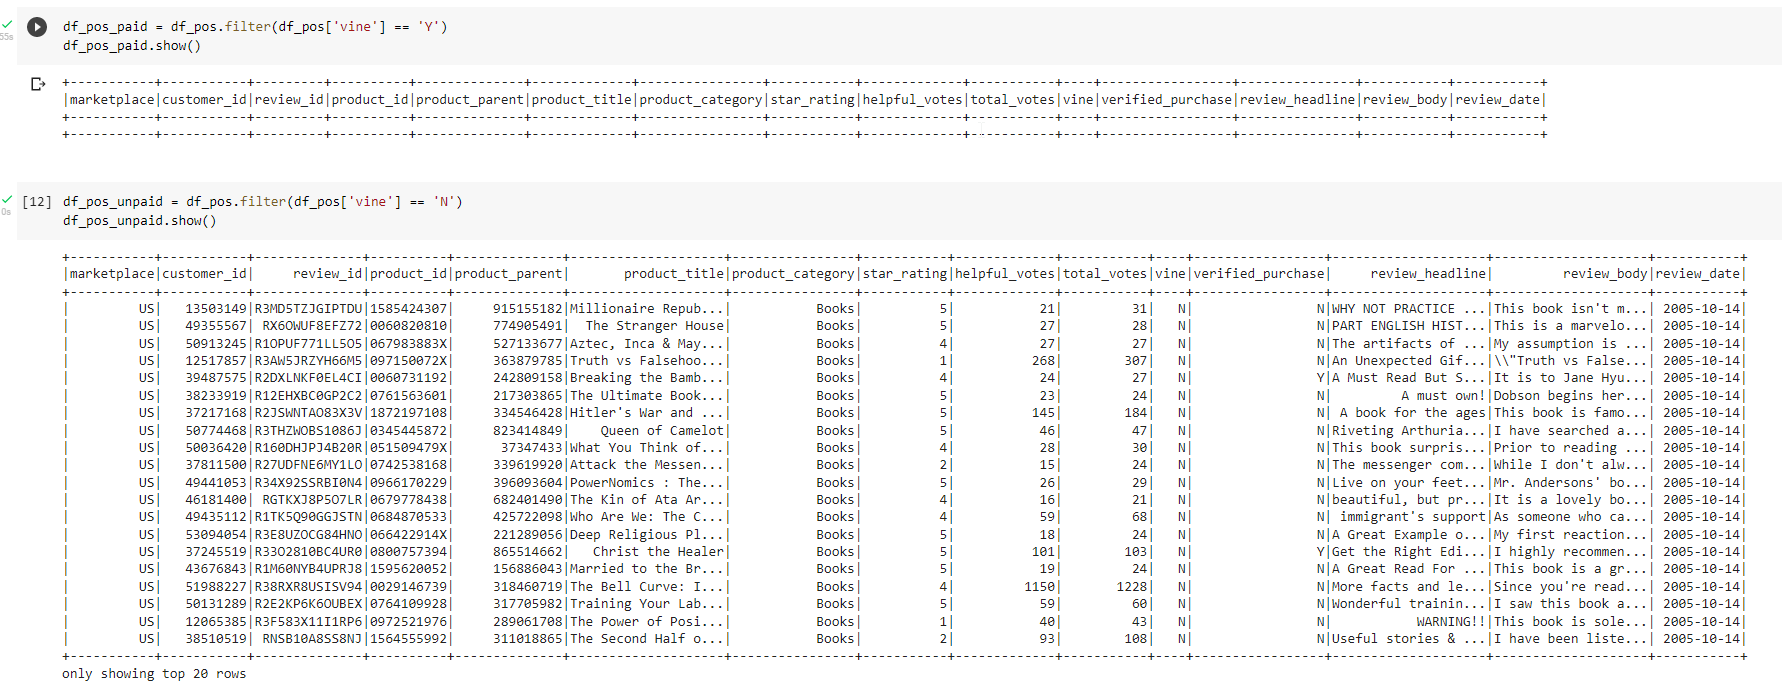 df_pos_paid = df_pos.filter(df_pos['vine'] == 'Y')
55s
df_pos_paid.show()
+-----------+-----------+---------+----------+--------------+-------------+----------------+-----------+-------------+-----------+----+-----------------+---------------+-----------+-----------+
|marketplace|customer_id|review_id|product_id|product_parent|product_title|product_category|star_rating|helpful_votes|total_votes|vine|verified_purchase|review_headline|review_body|review_date|
+-----------+-----------+---------+----------+--------------+-------------+----------------+-----------+-------------+-----------+----+-----------------+---------------+-----------+-----------+
+-----------+-----------+---------+----------+--------------+-------------+----------------+-----------+-------------+-----------+----+-----------------+---------------+-----------+-----------+
[12] df_pos_unpaid = df_pos.filter(df_pos['vine'] == 'N')
0s
df_pos_unpaid.show()
+-----------+-----------+--------------+----------+--------------+--------------------+----------------+-----------+-------------+-----------+----+-----------------+--------------------+--------------------+-----------+
|marketplace|customer_id|     review_id|product_id|product_parent|       product_title|product_category|star_rating|helpful_votes|total_votes|vine|verified_purchase|     review_headline|         review_body|review_date|
+-----------+-----------+--------------+----------+--------------+--------------------+----------------+-----------+-------------+-----------+----+-----------------+--------------------+--------------------+-----------+
|         US|   13503149|R3MD5TZJGIPTDU|1585424307|     915155182|Millionaire Repub...|           Books|          5|           21|         31|   N|                N|WHY NOT PRACTICE ...|This book isn't m...| 2005-10-14|
|         US|   49355567| RX6OWUF8EFZ72|0060820810|     774905491|  The Stranger House|           Books|          5|           27|         28|   N|                N|PART ENGLISH HIST...|This is a marvelo...| 2005-10-14|
|         US|   50913245|R1OPUF771LL5O5|067983883X|     527133677|Aztec, Inca & May...|           Books|          4|           27|         27|   N|                N|The artifacts of ...|My assumption is ...| 2005-10-14|
|         US|   12517857|R3AW5JRZYH66M5|097150072X|     363879785|Truth vs Falsehoo...|           Books|          1|          268|        307|   N|                N|An Unexpected Gif...|\\"Truth vs False...| 2005-10-14|
|         US|   39487575|R2DXLNKF0EL4CI|0060731192|     242809158|Breaking the Bamb...|           Books|          4|           24|         27|   N|                Y|A Must Read But S...|It is to Jane Hyu...| 2005-10-14|
|         US|   38233919|R12EHXBC0GP2C2|0761563601|     217303865|The Ultimate Book...|           Books|          5|           23|         24|   N|                N|         A must own!|Dobson begins her...| 2005-10-14|
|         US|   37217168|R2JSWNTAO83X3V|1872197108|     334546428|Hitler's War and ...|           Books|          5|          145|        184|   N|                N| A book for the ages|This book is famo...| 2005-10-14|
|         US|   50774468|R3THZWOBS1086J|0345445872|     823414849|    Queen of Camelot|           Books|          5|           46|         47|   N|                N|Riveting Arthuria...|I have searched a...| 2005-10-14|
|         US|   50036420|R160DHJPJ4B20R|051509479X|      37347433|What You Think of...|           Books|          4|           28|         30|   N|                N|This book surpris...|Prior to reading ...| 2005-10-14|
|         US|   37811500|R27UDFNE6MY1LO|0742538168|     339619920|Attack the Messen...|           Books|          2|           15|         24|   N|                N|The messenger com...|While I don't alw...| 2005-10-14|
|         US|   49441053|R34X92SSRBI0N4|0966170229|     396093604|PowerNomics : The...|           Books|          5|           26|         29|   N|                N|Live on your feet...|Mr. Andersons' bo...| 2005-10-14|
|         US|   46181400| RGTKXJ8P5O7LR|0679778438|     682401490|The Kin of Ata Ar...|           Books|          4|           16|         21|   N|                N|beautiful, but pr...|It is a lovely bo...| 2005-10-14|
|         US|   49435112|R1TK5Q90GGJSTN|0684870533|     425722098|Who Are We: The C...|           Books|          4|           59|         68|   N|                N| immigrant's support|As someone who ca...| 2005-10-14|
|         US|   53094054|R3E8UZOCG84HNO|066422914X|     221289056|Deep Religious Pl...|           Books|          5|           18|         24|   N|                N|A Great Example o...|My first reaction...| 2005-10-14|
|         US|   37245519|R33O2810BC4UR0|0800757394|     865514662|   Christ the Healer|           Books|          5|          101|        103|   N|                Y|Get the Right Edi...|I highly recommen...| 2005-10-14|
|         US|   43676843|R1M60NYB4UPRJ8|1595620052|     156886043|Married to the Br...|           Books|          5|           19|         24|   N|                N|A Great Read For ...|This book is a gr...| 2005-10-14|
|         US|   51988227|R38RXR8USISV94|0029146739|     318460719|The Bell Curve: I...|           Books|          4|         1150|       1228|   N|                N|More facts and le...|Since you're read...| 2005-10-14|
|         US|   50131289|R2E2KP6K6OUBEX|0764109928|     317705982|Training Your Lab...|           Books|          5|           59|         60|   N|                N|Wonderful trainin...|I saw this book a...| 2005-10-14|
|         US|   12065385|R3F583X11I1RP6|0972521976|     289061708|The Power of Posi...|           Books|          1|           40|         43|   N|                N|           WARNING!!|This book is sole...| 2005-10-14|
|         US|   38510519| RNSB10A8SS8NJ|1564555992|     311018865|The Second Half o...|           Books|          2|           93|        108|   N|                N|Useful stories & ...|I have been liste...| 2005-10-14|
+-----------+-----------+--------------+----------+--------------+--------------------+----------------+-----------+-------------+-----------+----+-----------------+--------------------+--------------------+-----------+
only showing top 20 rows